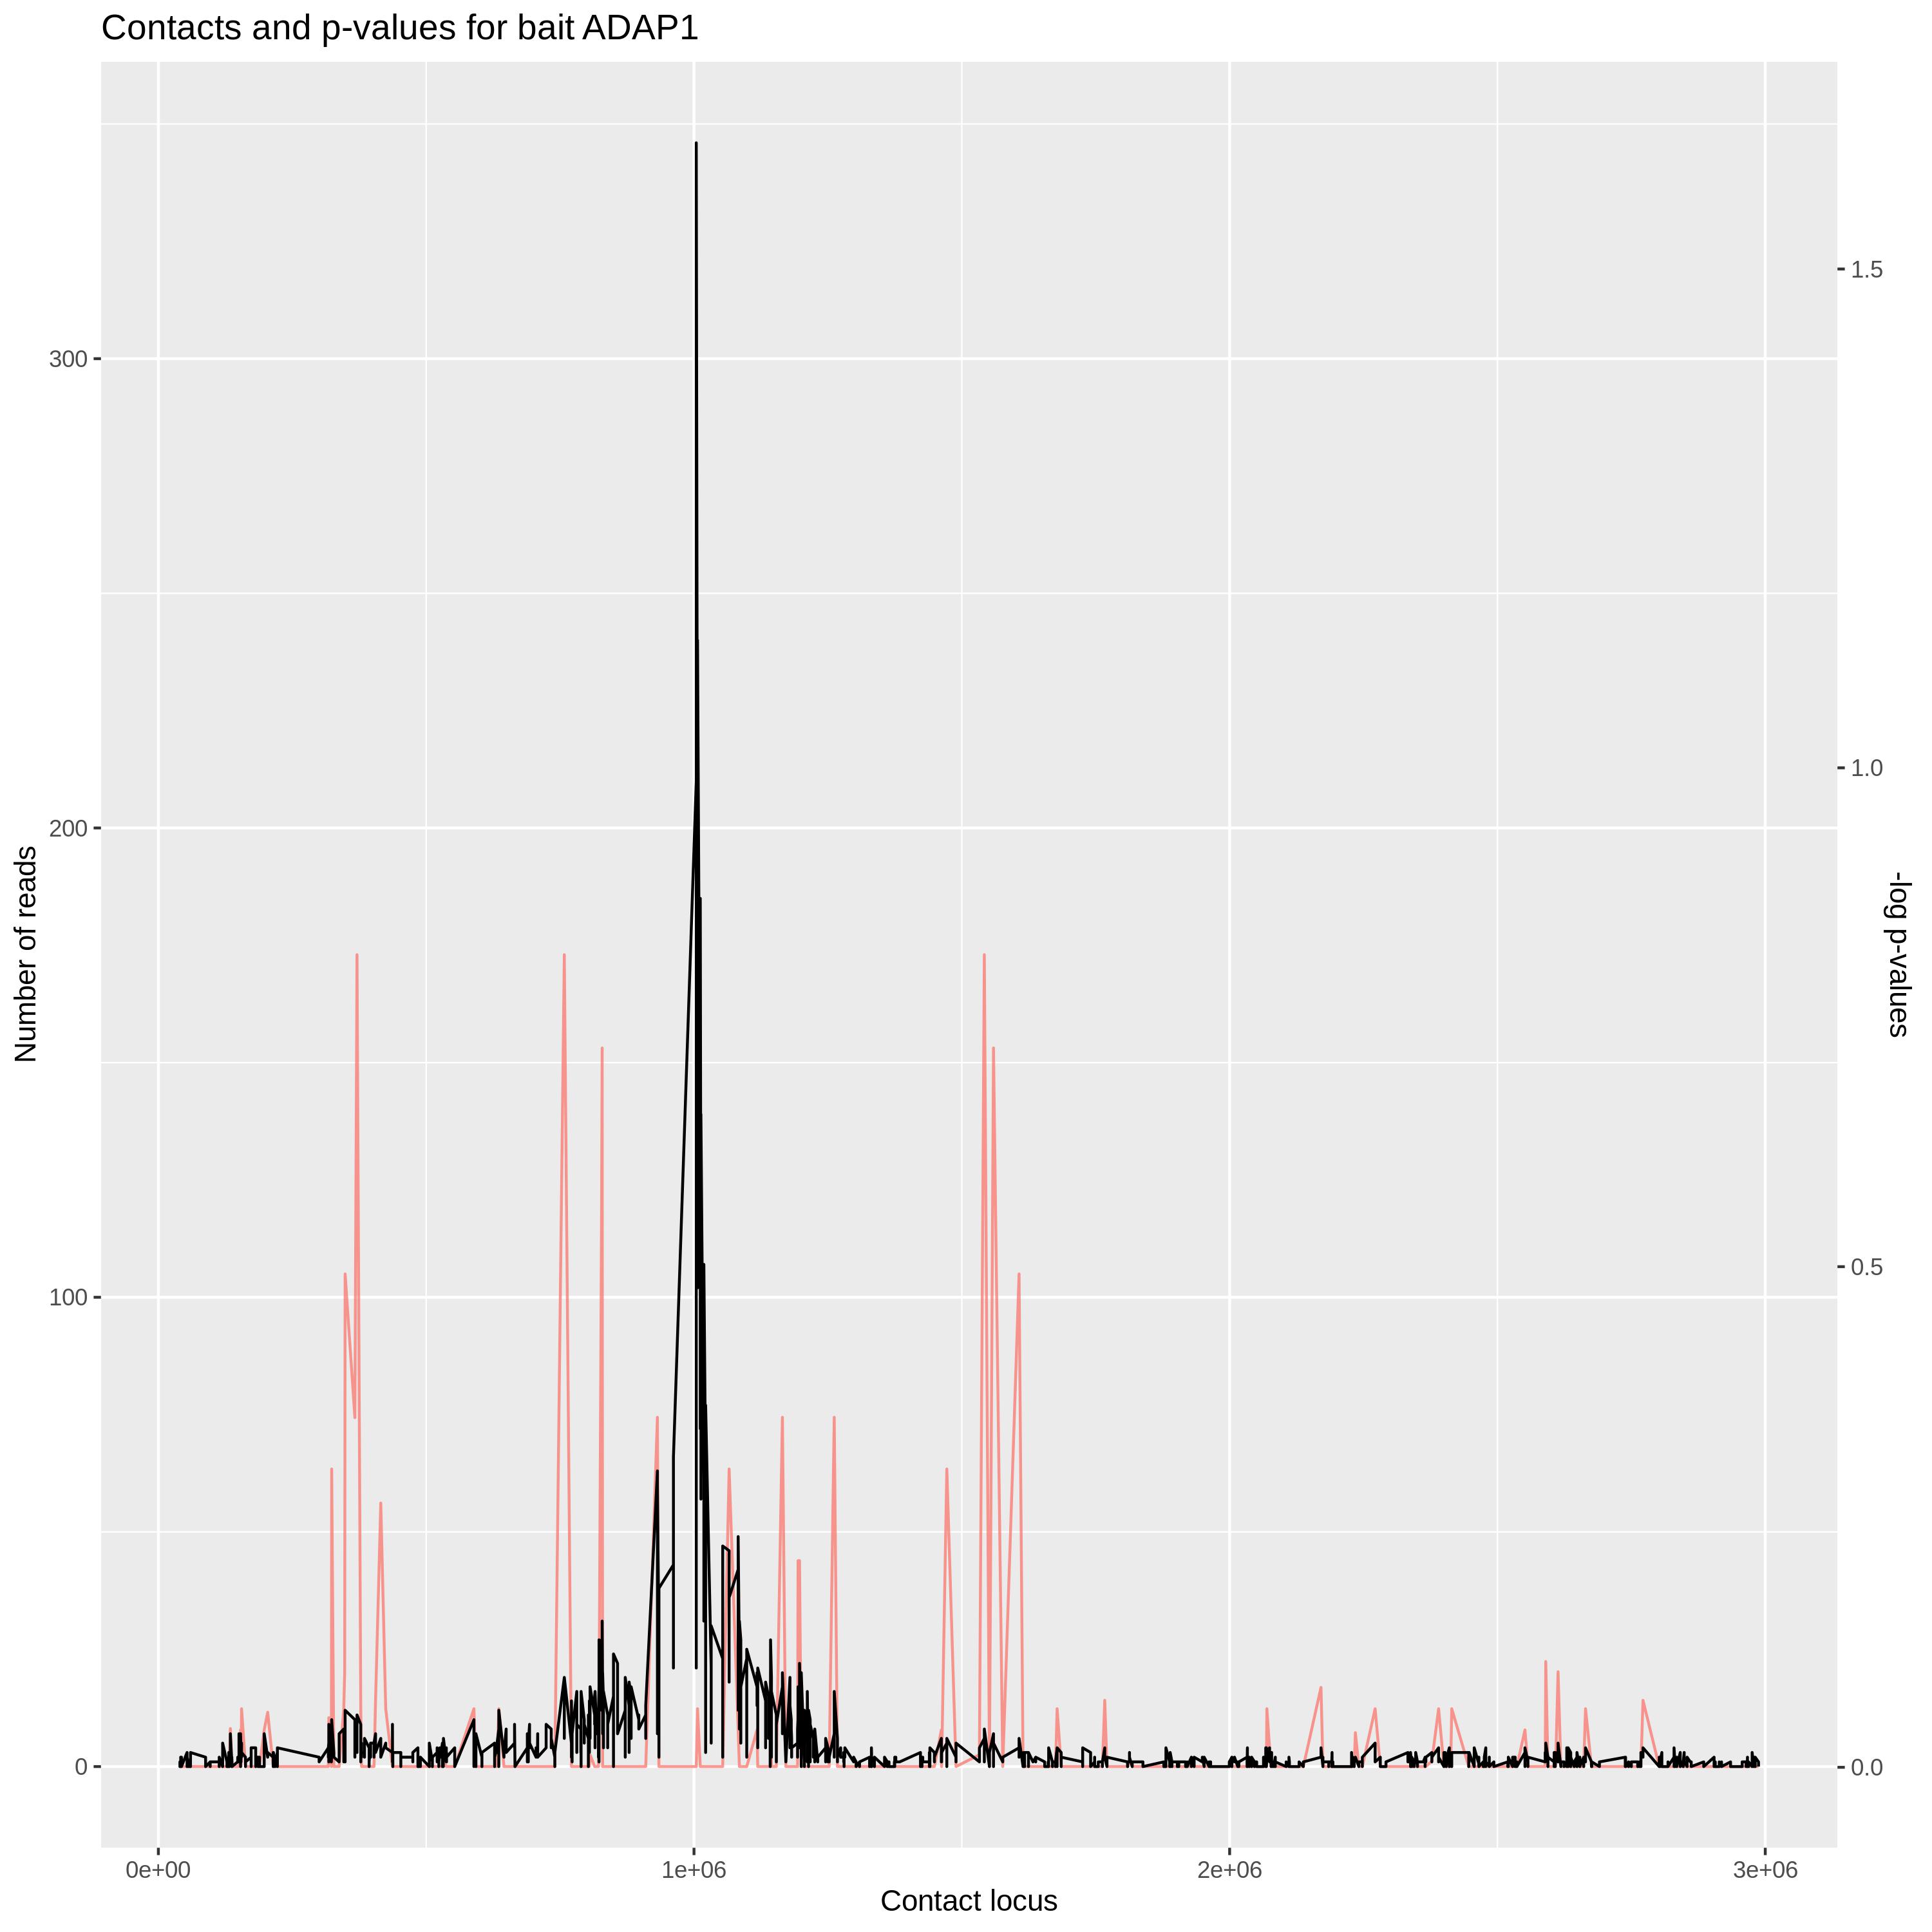 Contacts and p-values for bait ADAP1
Number of reads
300
200
100
0
1.5
1.0
0.5
0.0
-log p-values
0e+00
1e+06
2e+06
3e+06
Contact locus